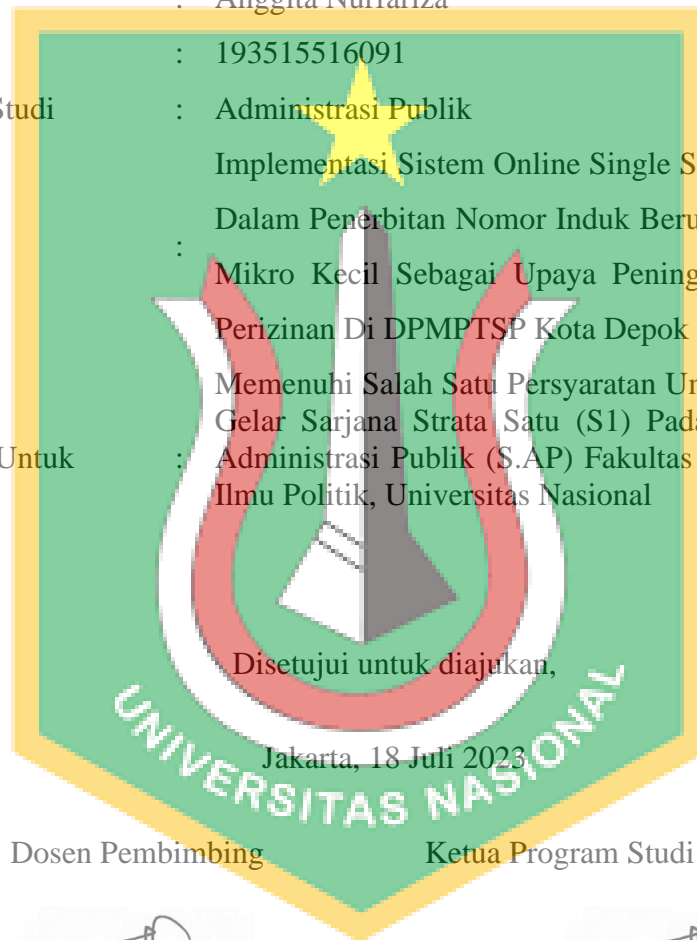 : Anggita Nurfariza
: 193515516091
Studi : Administrasi Publik
Implementasi Sistem Online Single S
Dalam Penerbitan Nomor Induk Beru
:
Mikro Kecil Sebagai Upaya Pening
Perizinan Di DPMPTSP Kota Depok
Memenuhi Salah Satu Persyaratan Un
Gelar Sarjana Strata Satu (S1) Pada
Untuk : Administrasi Publik (S.AP) Fakultas
Ilmu Politik, Universitas Nasional
Disetujui untuk diajukan,
Jakarta, 18 Juli 2023
UNIVERSITAS NASIONAL
Dosen Pembimbing Ketua Program Studi